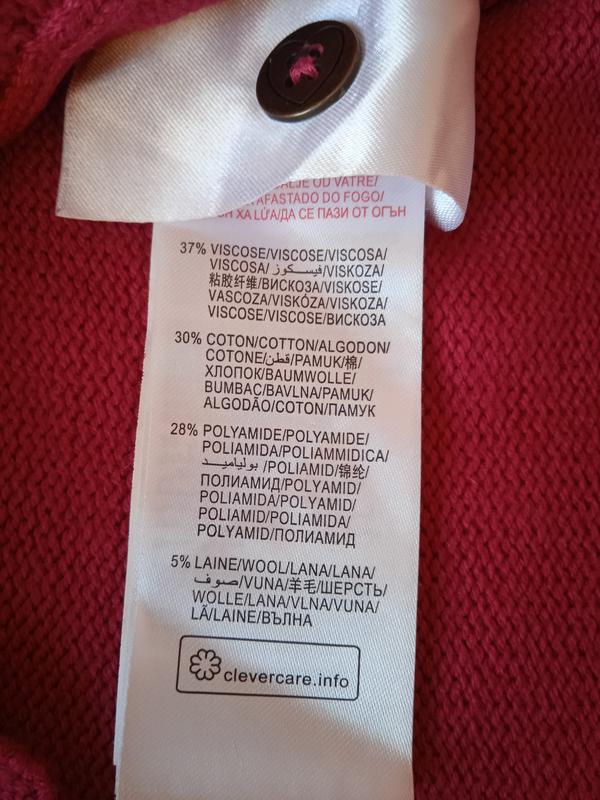 OD VATRE/
AFASTADO DO FOGO/
XA LỬA/ДА СЕ ПАЗИ ОТ ОГЪН
37% VISCOSE/VISCOSE/VISCOSA/
VISCOSA/فيسكوز/VISKOZA/
粘胶纤维/ВИСКОЗА/VISKOSE/
VASCOZA/VISKÓZA/VISKOZA/
VISCOSE/VISCOSE/ВИСКОЗА
30% COTON/COTTON/ALGODON/
COTONE/قطن/PAMUK/棉/
ХЛОПОК/BAUMWOLLE/
BUMBAC/BAVLNA/PAMUK/
ALGODÃO/COTON/ПАМУК
28% POLYAMIDE/POLYAMIDE/
POLIAMIDA/POLIAMMIDICA/
بولياميد/POLIAMID/锦纶/
ПОЛИАМИД/POLYAMID/
POLIAMIDA/POLYAMID/
POLIAMID/POLIAMIDA/
POLYAMID/ПОЛИАМИД
5% LAINE/WOOL/LANA/LANA/
صوف/VUNA/羊毛/ШЕРСТЬ/
WOLLE/LANA/VLNA/VUNA/
LÃ/LAINE/ВЪЛНА
clevercare.info